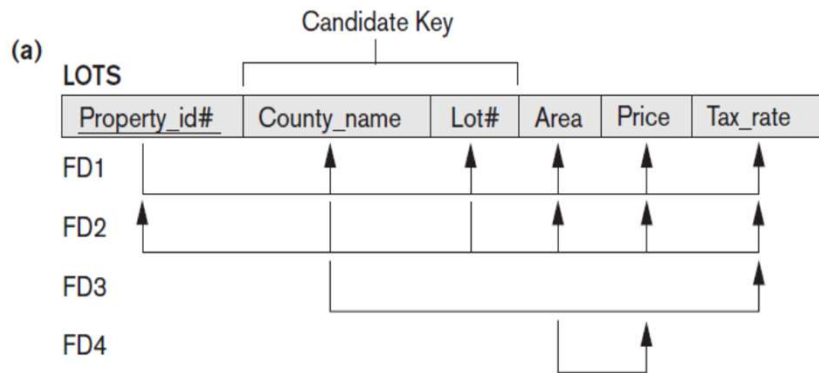 Candidate Key
(a)
LOTS
Property_id# County_name Lot# Area Price Tax_rate
FD1
FD2
FD3
FD4